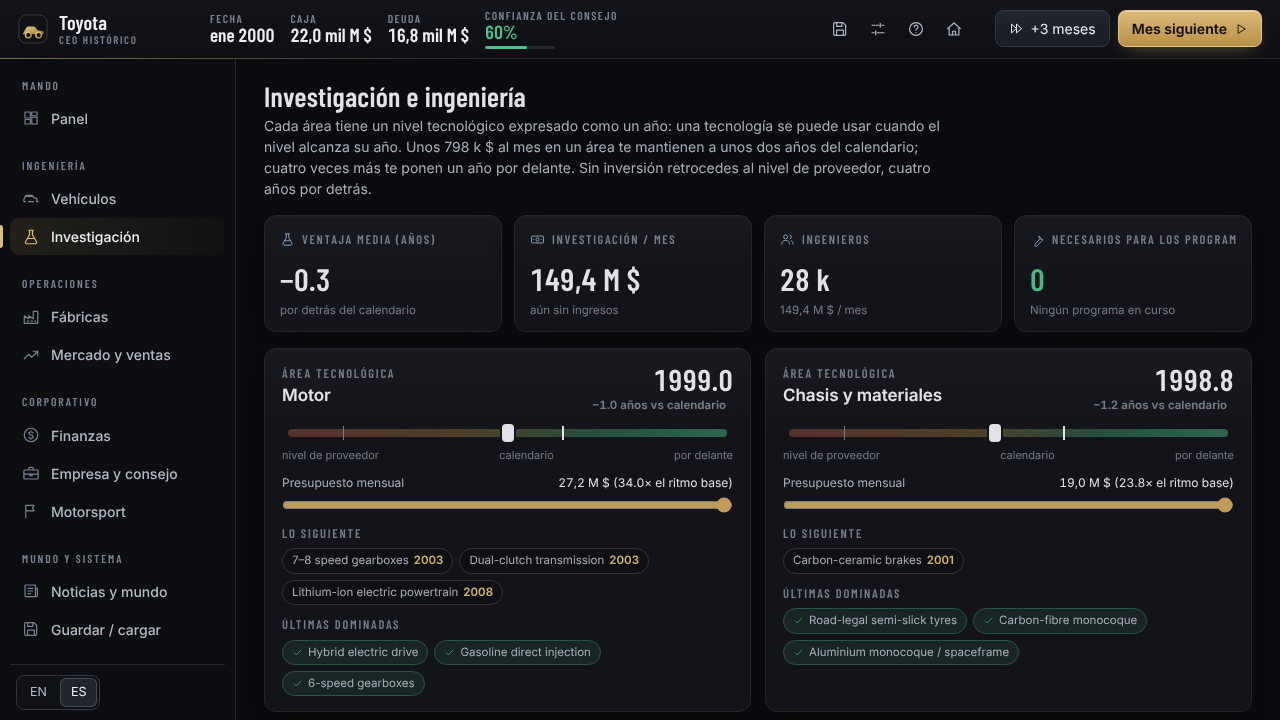 Toyota
CEO HISTÓRICO
FECHA
ene 2000
CAJA
22,0 mil M $
DEUDA
16,8 mil M $
CONFIANZA DEL CONSEJO
60%
+3 meses
Mes siguiente
MANDO
Panel
INGENIERÍA
Vehículos
Investigación
OPERACIONES
Fábricas
Mercado y ventas
CORPORATIVO
Finanzas
Empresa y consejo
Motorsport
MUNDO Y SISTEMA
Noticias y mundo
Guardar / cargar
EN ES
Investigación e ingeniería
Cada área tiene un nivel tecnológico expresado como un año: una tecnología se puede usar cuando el
nivel alcanza su año. Unos 798 k $ al mes en un área te mantienen a unos dos años del calendario;
cuatro veces más te ponen un año por delante. Sin inversión retrocedes al nivel de proveedor, cuatro
años por detrás.
VENTAJA MEDIA (AÑOS)
−0.3
por detrás del calendario
INVESTIGACIÓN / MES
149,4 M $
aún sin ingresos
INGENIEROS
28 k
149,4 M $ / mes
NECESARIOS PARA LOS PROGRAM
0
Ningún programa en curso
ÁREA TECNOLÓGICA
Motor
1999.0
−1.0 años vs calendario
nivel de proveedor calendario por delante
Presupuesto mensual 27,2 M $ (34.0× el ritmo base)
LO SIGUIENTE
7–8 speed gearboxes 2003 Dual-clutch transmission 2003
Lithium-ion electric powertrain 2008
ÚLTIMAS DOMINADAS
Hybrid electric drive Gasoline direct injection
6-speed gearboxes
ÁREA TECNOLÓGICA
Chasis y materiales
1998.8
−1.2 años vs calendario
nivel de proveedor calendario por delante
Presupuesto mensual 19,0 M $ (23.8× el ritmo base)
LO SIGUIENTE
Carbon-ceramic brakes 2001
ÚLTIMAS DOMINADAS
Road-legal semi-slick tyres Carbon-fibre monocoque
Aluminium monocoque / spaceframe